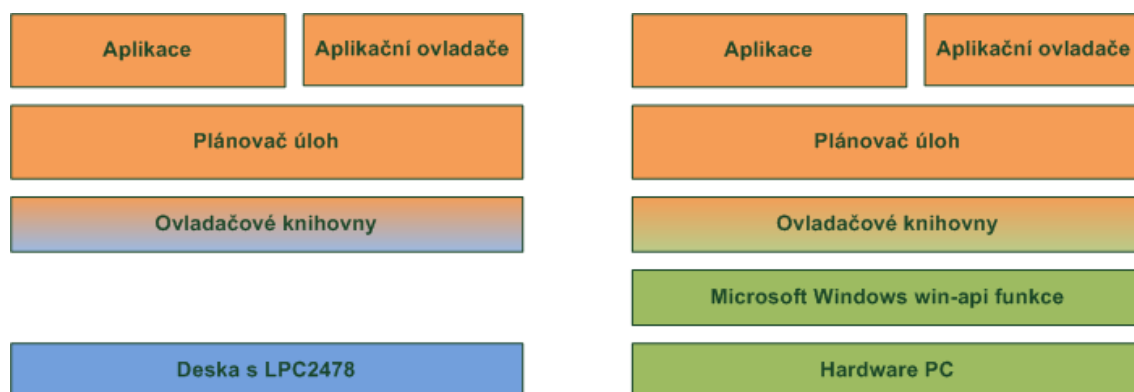 Aplikace
Aplikační ovladače
Plánovač úloh
Ovladačové knihovny
Deska s LPC2478
Aplikace
Aplikační ovladače
Plánovač úloh
Ovladačové knihovny
Microsoft Windows win-api funkce
Hardware PC